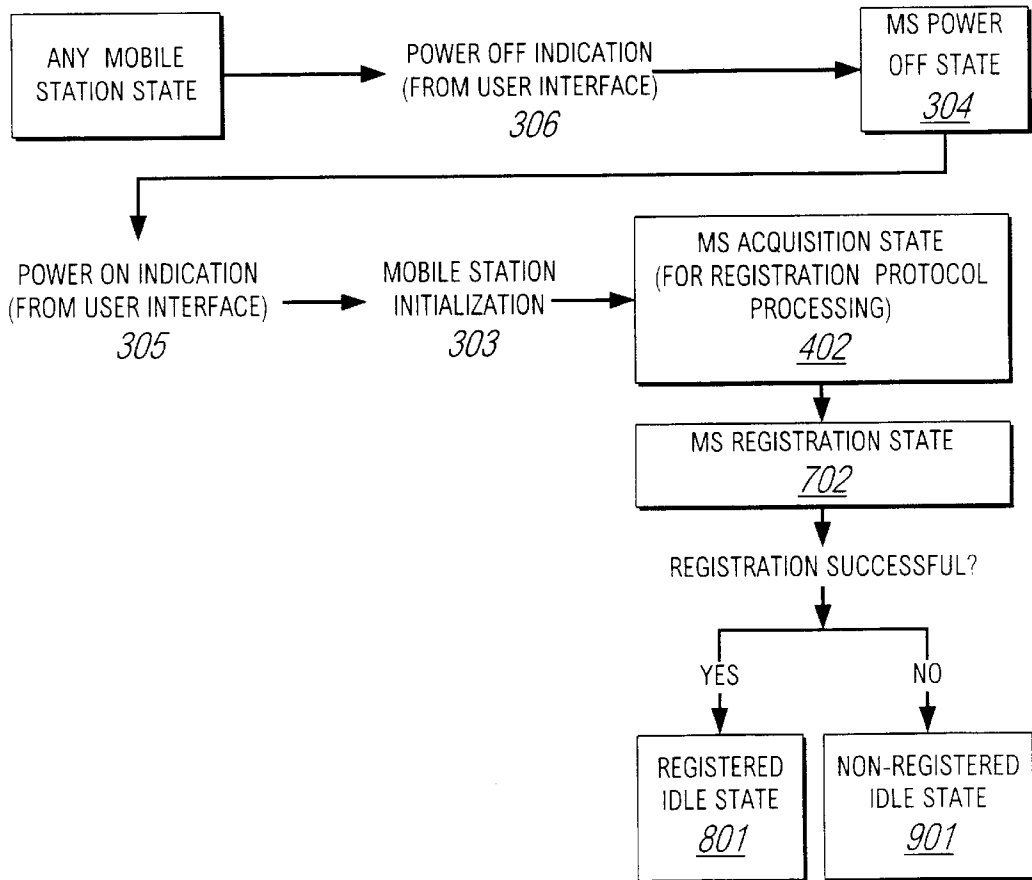 ANY MOBILE
STATION STATE
POWER OFF INDICATION
(FROM USER INTERFACE)
306
MS POWER
OFF STATE
304
POWER ON INDICATION
(FROM USER INTERFACE)
305
MOBILE STATION
INITIALIZATION
303
MS ACQUISITION STATE
(FOR REGISTRATION PROTOCOL
PROCESSING)
402
MS REGISTRATION STATE
702
REGISTRATION SUCCESSFUL?
YES
NO
REGISTERED
IDLE STATE
801
NON-REGISTERED
IDLE STATE
901